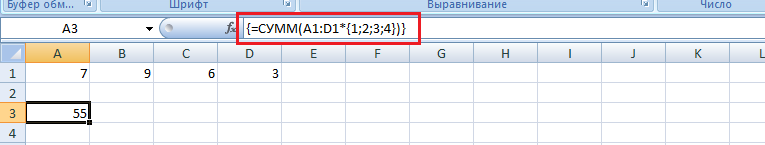 Буфер обм... Шрифт Выравнивание Число
A3 fx {=СУММ(A1:D1*{1;2;3;4})}
A B C D E F G H I J K L
1 7 9 6 3
2
3 55
4